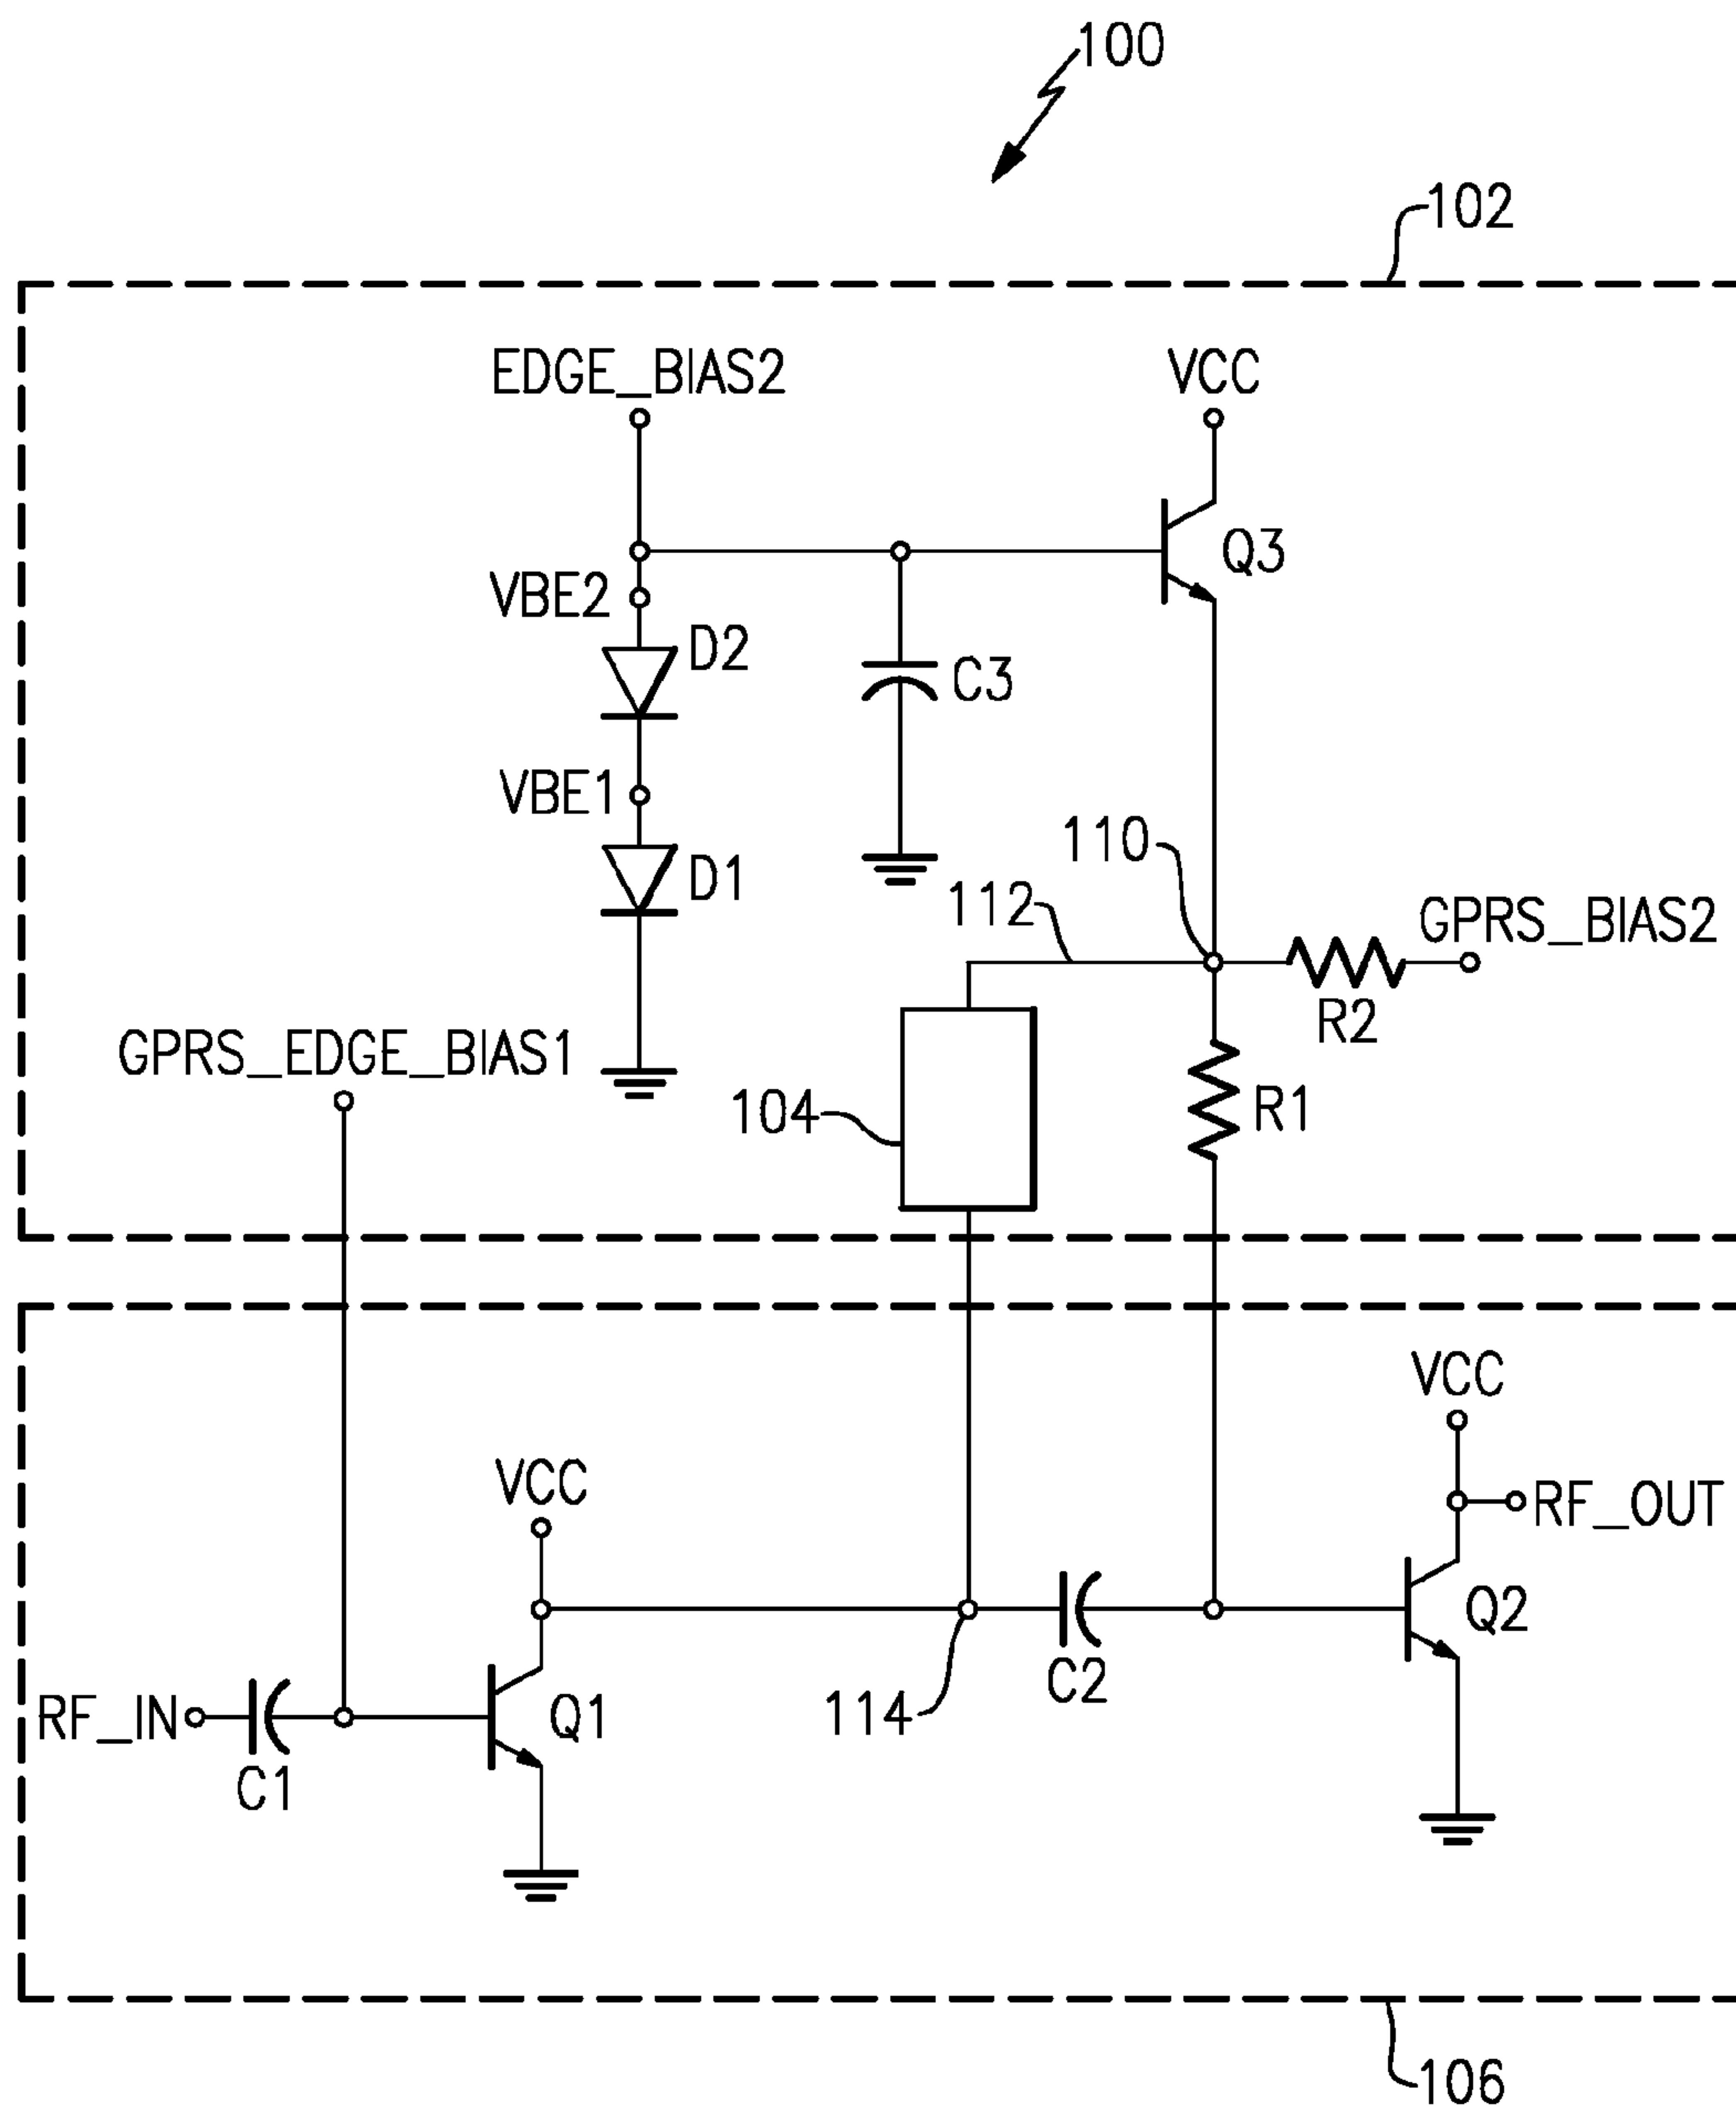 100
102
EDGE_BIAS2
VCC
Q3
VBE2
D2
C3
VBE1
D1
110
112
GPRS_BIAS2
R2
GPRS_EDGE_BIAS1
104
R1
VCC
VCC
RF_OUT
Q2
C2
114
RF_IN
Q1
C1
106